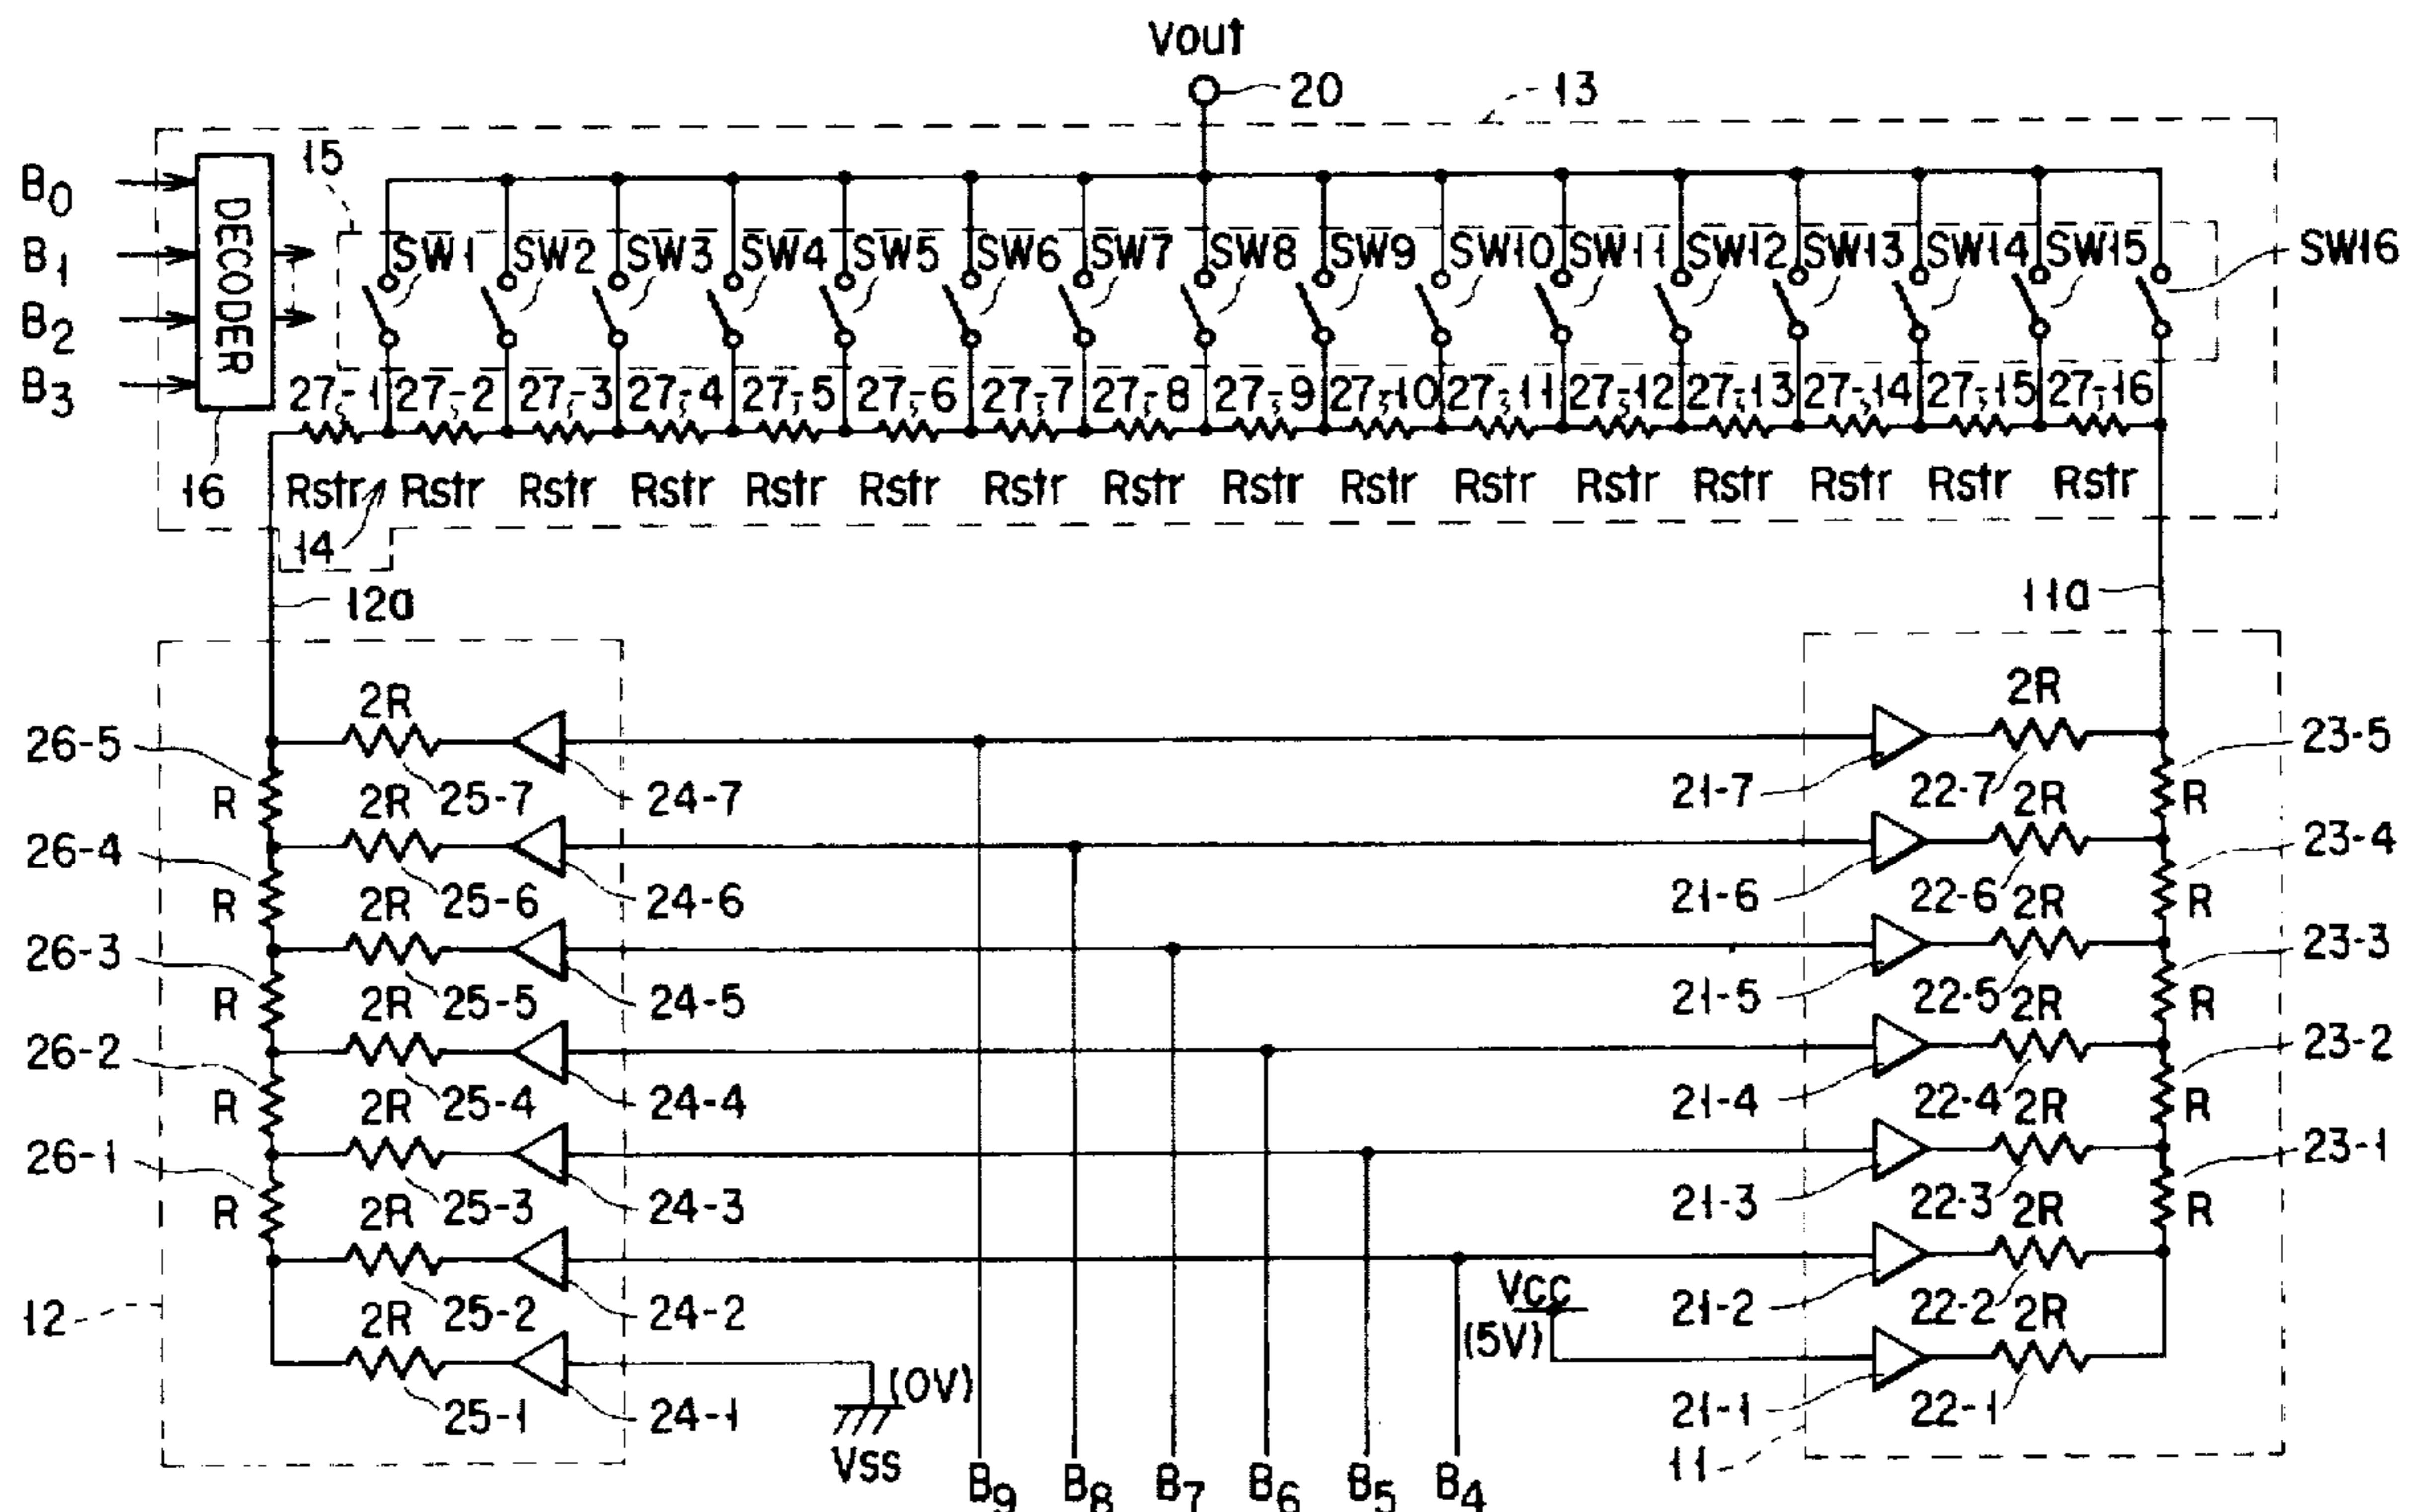 Vout
20
13
15
B0
B1
B2
B3
DECODER
SW1 SW2 SW3 SW4 SW5 SW6 SW7 SW8 SW9 SW10 SW11 SW12 SW13 SW14 SW15 SW16
27-1 27-2 27-3 27-4 27-5 27-6 27-7 27-8 27-9 27-10 27-11 27-12 27-13 27-14 27-15 27-16
16 Rstr Rstr Rstr Rstr Rstr Rstr Rstr Rstr Rstr Rstr Rstr Rstr Rstr Rstr Rstr Rstr
14
12a 11a
2R 2R
26-5 23-5
R 25-7 24-7 21-7 22-7 R
2R 2R
26-4 23-4
R 25-6 24-6 21-6 22-6 R
2R 2R
26-3 23-3
R 25-5 24-5 21-5 22-5 R
2R 2R
26-2 23-2
R 25-4 24-4 21-4 22-4 R
2R 2R
26-1 23-1
R 25-3 24-3 21-3 22-3 R
2R 2R
12 25-2 24-2 Vcc 21-2 22-2
2R (5V) 2R
25-1 24-1 (0V) 21-1 22-1
Vss 11
B9 B8 B7 B6 B5 B4